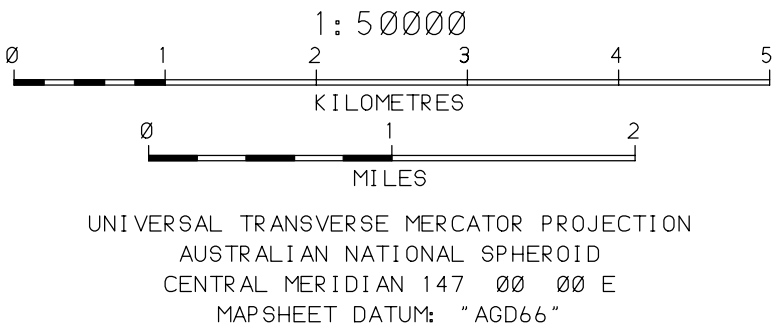 1:50000
0 1 2 3 4 5
KILOMETRES
0 1 2
MILES
UNIVERSAL TRANSVERSE MERCATOR PROJECTION
AUSTRALIAN NATIONAL SPHEROID
CENTRAL MERIDIAN 147 00 00 E
MAPSHEET DATUM: "AGD66"